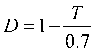 D = 1 − T/0.7